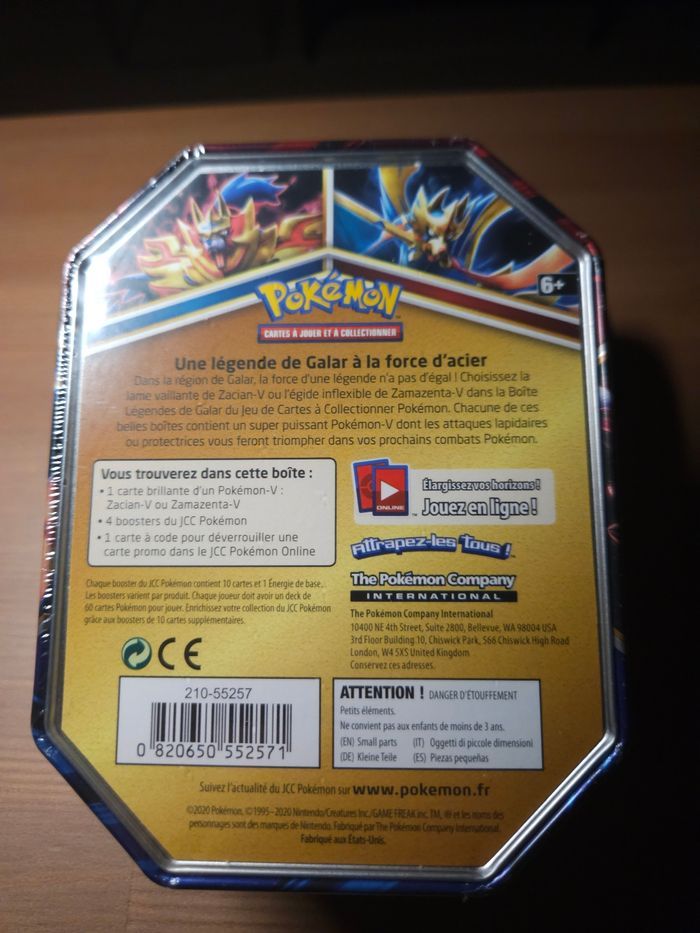 6+
POKÉMON
CARTES À JOUER ET À COLLECTIONNER
Une légende de Galar à la force d'acier
Dans la région de Galar, la force d'une légende n'a pas d'égal ! Choisissez la
lame vaillante de Zacian-V ou l'égide inflexible de Zamazenta-V dans la Boîte
Légendes de Galar du Jeu de Cartes à Collectionner Pokémon. Chacune de ces
belles boîtes contient un super puissant Pokémon-V dont les attaques lapidaires
ou protectrices vous feront triompher dans vos prochains combats Pokémon.
Vous trouverez dans cette boîte :
• 1 carte brillante d'un Pokémon-V :
Zacian-V ou Zamazenta-V
• 4 boosters du JCC Pokémon
• 1 carte à code pour déverrouiller une
carte promo dans le JCC Pokémon Online
ONLINE
TM
Élargissez vos horizons !
Jouez en ligne !
Attrapez-les Tous !
The Pokémon Company
INTERNATIONAL
Chaque booster du JCC Pokémon contient 10 cartes et 1 Énergie de base.
Les boosters varient par produit. Chaque joueur doit avoir un deck de
60 cartes Pokémon pour jouer. Enrichissez votre collection du JCC Pokémon
grâce aux boosters de 10 cartes supplémentaires.
The Pokémon Company International
10400 NE 4th Street, Suite 2800, Bellevue, WA 98004 USA
3rd Floor Building 10, Chiswick Park, 566 Chiswick High Road
London, W4 5XS United Kingdom
Conservez ces adresses.
CE
210-55257
0 820650 552571
ATTENTION ! DANGER D'ÉTOUFFEMENT
Petits éléments.
Ne convient pas aux enfants de moins de 3 ans.
(EN) Small parts (IT) Oggetti di piccole dimensioni
(DE) Kleine Teile (ES) Piezas pequeñas
Suivez l'actualité du JCC Pokémon sur www.pokemon.fr
©2020 Pokémon. ©1995–2020 Nintendo/Creatures Inc./GAME FREAK inc. TM, ® et les noms des
personnages sont des marques de Nintendo. Fabriqué par The Pokémon Company International.
Fabriqué aux États-Unis.